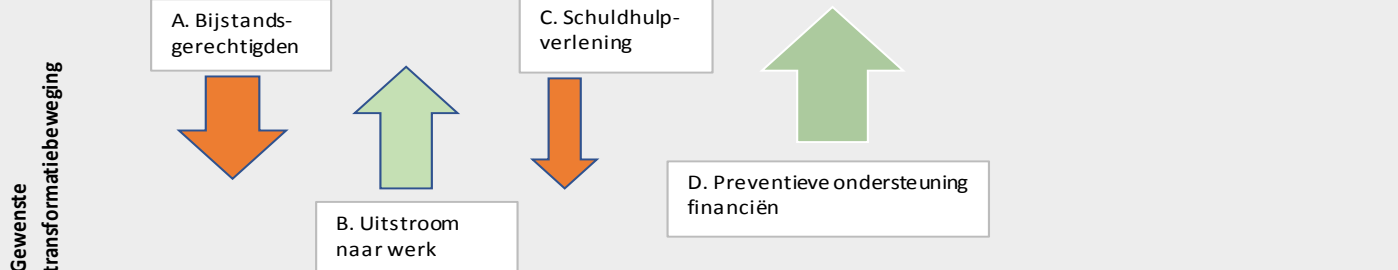 Gewenste
transformatiebeweging
A. Bijstands-
gerechtigden
B. Uitstroom
naar werk
C. Schuldhulp-
verlening
D. Preventieve ondersteuning
financiën